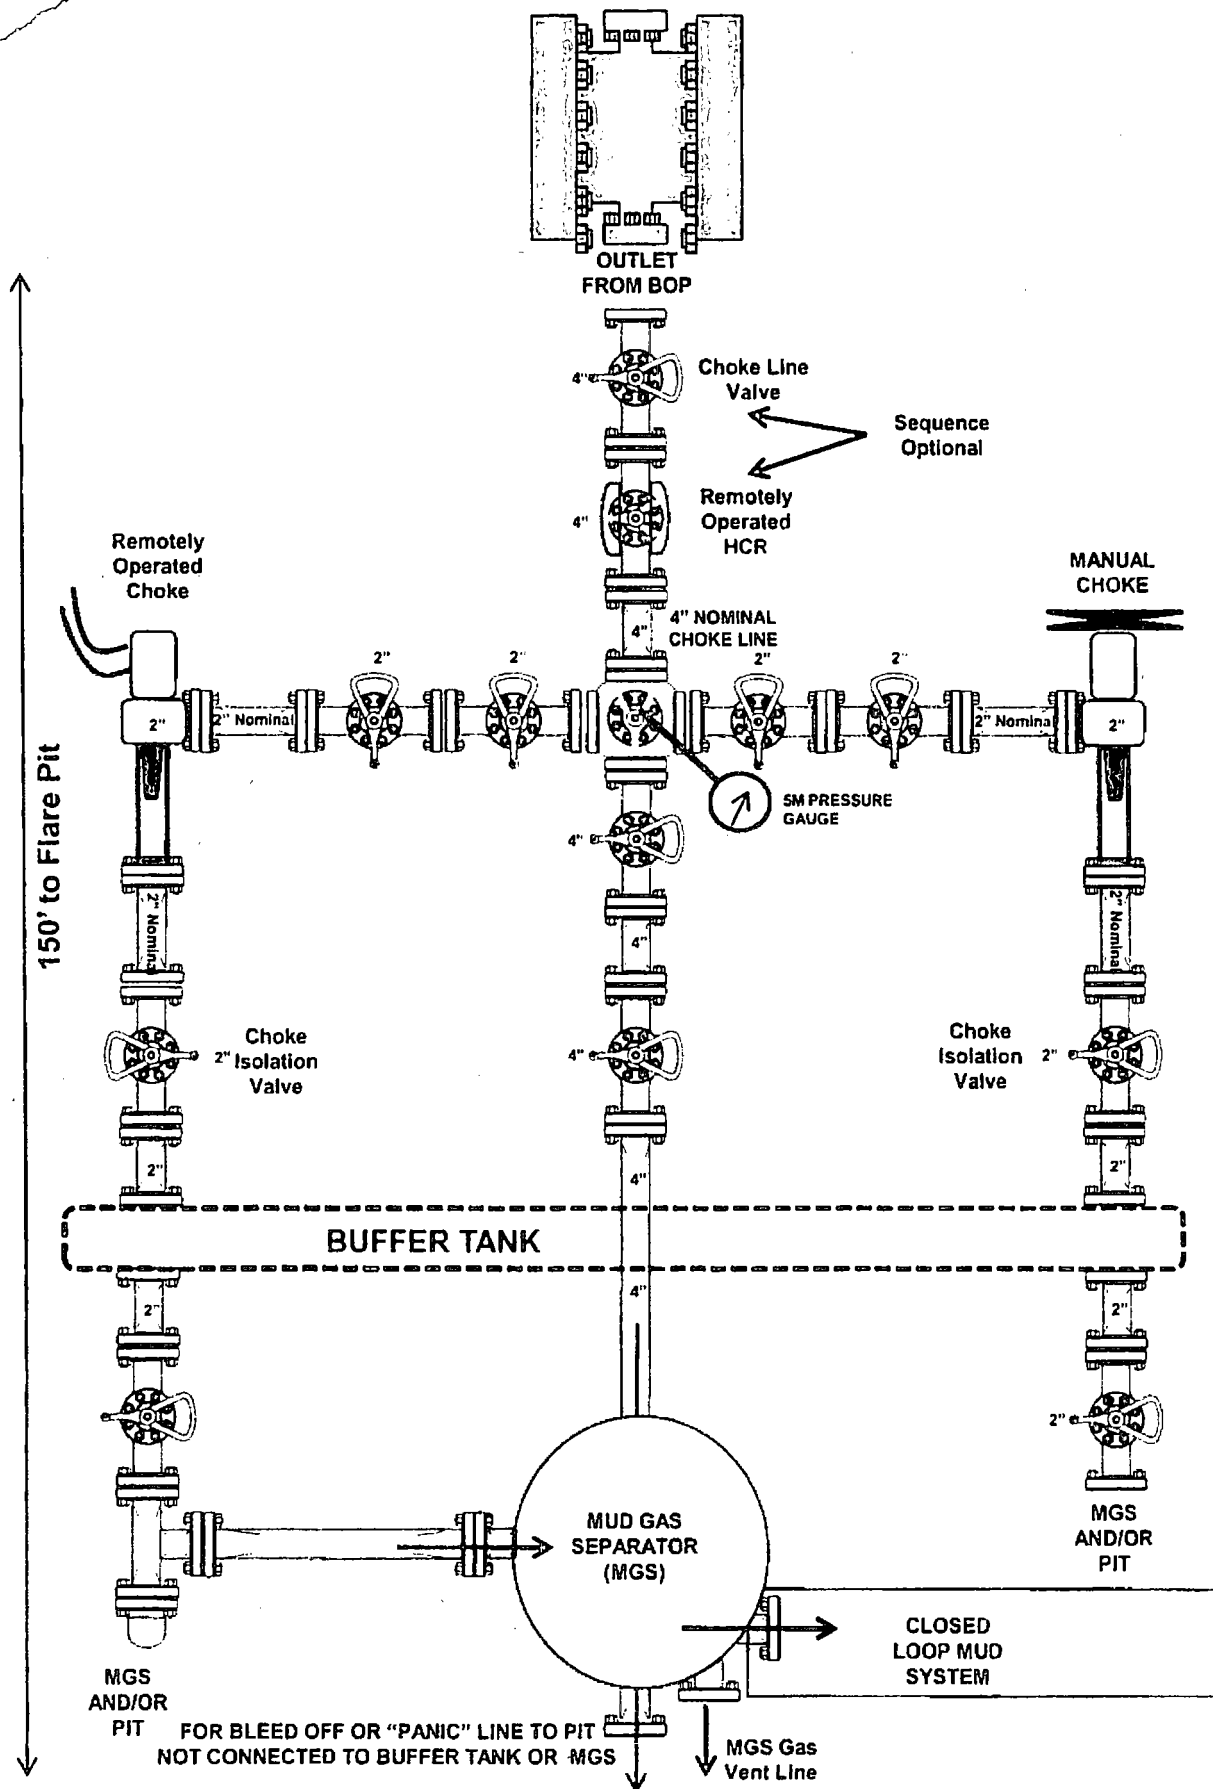 OUTLET
FROM BOP
4"
Choke Line
Valve
Sequence
Optional
4"
Remotely
Operated
HCR
Remotely
Operated
Choke
MANUAL
CHOKE
4"
4" NOMINAL
CHOKE LINE
2"
2"
2"
2"
2"
2" Nominal
2" Nominal
2"
5M PRESSURE
GAUGE
150' to Flare Pit
4"
2" Nominal
4"
2" Nominal
2"
Choke
Isolation
Valve
4"
Choke
Isolation
Valve
2"
2"
4"
2"
BUFFER TANK
2"
4"
2"
2"
MUD GAS
SEPARATOR
(MGS)
MGS
AND/OR
PIT
CLOSED
LOOP MUD
SYSTEM
MGS
AND/OR
PIT
FOR BLEED OFF OR "PANIC" LINE TO PIT
NOT CONNECTED TO BUFFER TANK OR MGS
MGS Gas
Vent Line